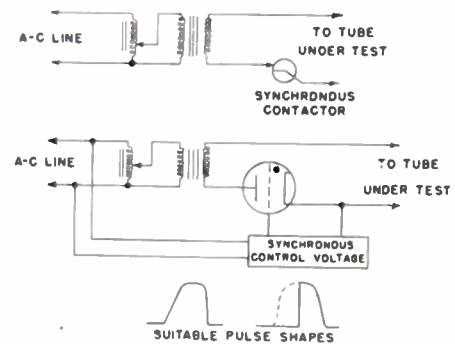 A-C LINE
TO TUBE
UNDER TEST
SYNCHRONOUS
CONTACTOR
A-C LINE
TO TUBE
UNDER TEST
SYNCHRONOUS
CONTROL VOLTAGE
SUITABLE PULSE SHAPES